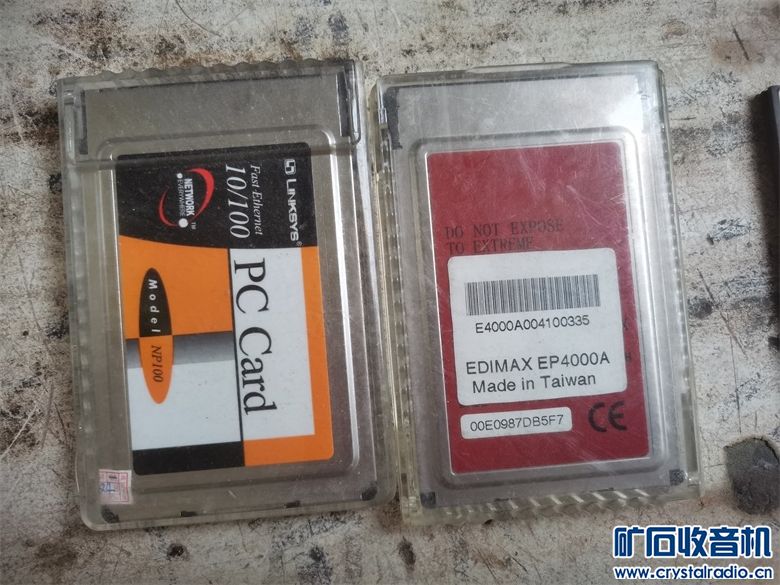 LINKSYS®
Fast Ethernet
10/100
NETWORK
EVERYWHERE™
PC Card
Model NP100
DO NOT EXPOSE
TO EXTREME
E4000A004100335
EDIMAX EP4000A
Made in Taiwan
00E0987DB5F7
CE
矿石收音机
www.crystalradio.cn